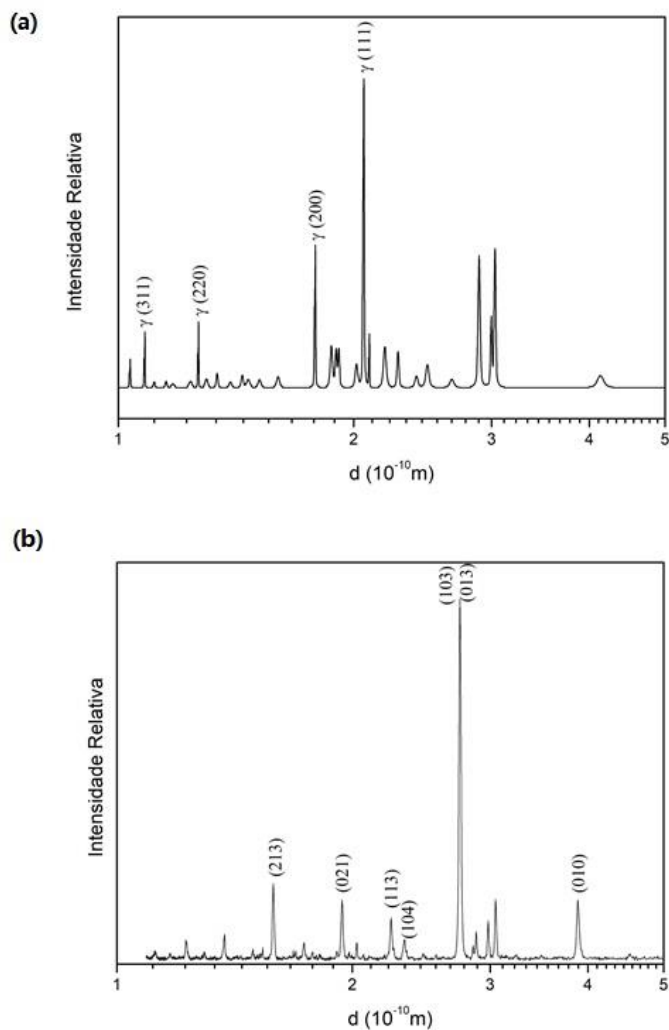 (a)
Intensidade Relativa
γ (311)
γ (220)
γ (200)
γ (111)
1
2
3
4
5
d (10⁻¹⁰m)
(b)
Intensidade Relativa
(213)
(021)
(113)
(104)
(103)
(013)
(010)
1
2
3
4
5
d (10⁻¹⁰m)